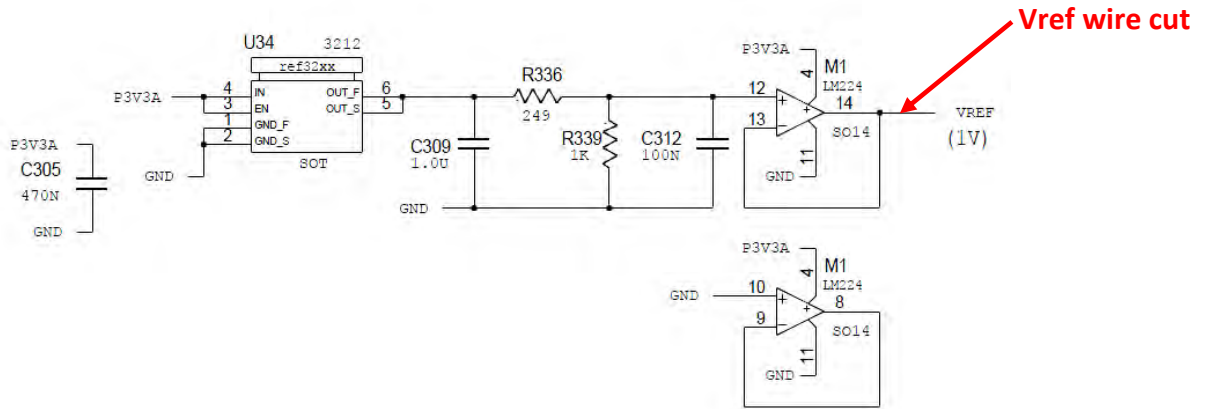 Vref wire cut
U34 3212
ref32xx
P3V3A
4 IN OUT_F 6
3 EN OUT_S 5
1 GND_F
2 GND_S
SOT
GND
P3V3A
C305
470N
GND
R336
249
C309
1.0U
R339
1K
C312
100N
GND
P3V3A
4
M1
LM224
12 +
13 −
+
14
SO14
11
GND
VREF
(1V)
P3V3A
4
M1
LM224
GND
10 +
9 −
+
8
SO14
11
GND